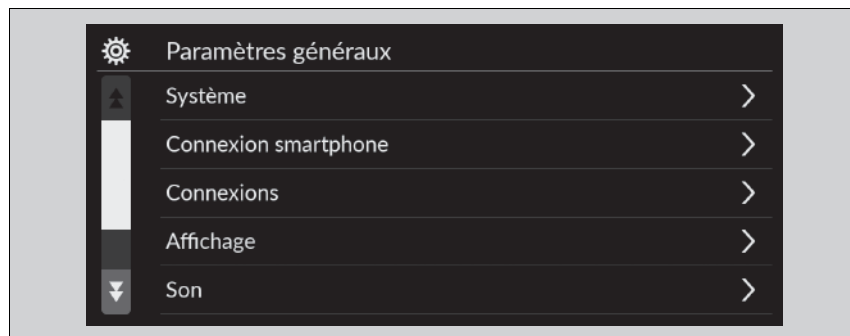 Paramètres généraux
Système
Connexion smartphone
Connexions
Affichage
Son